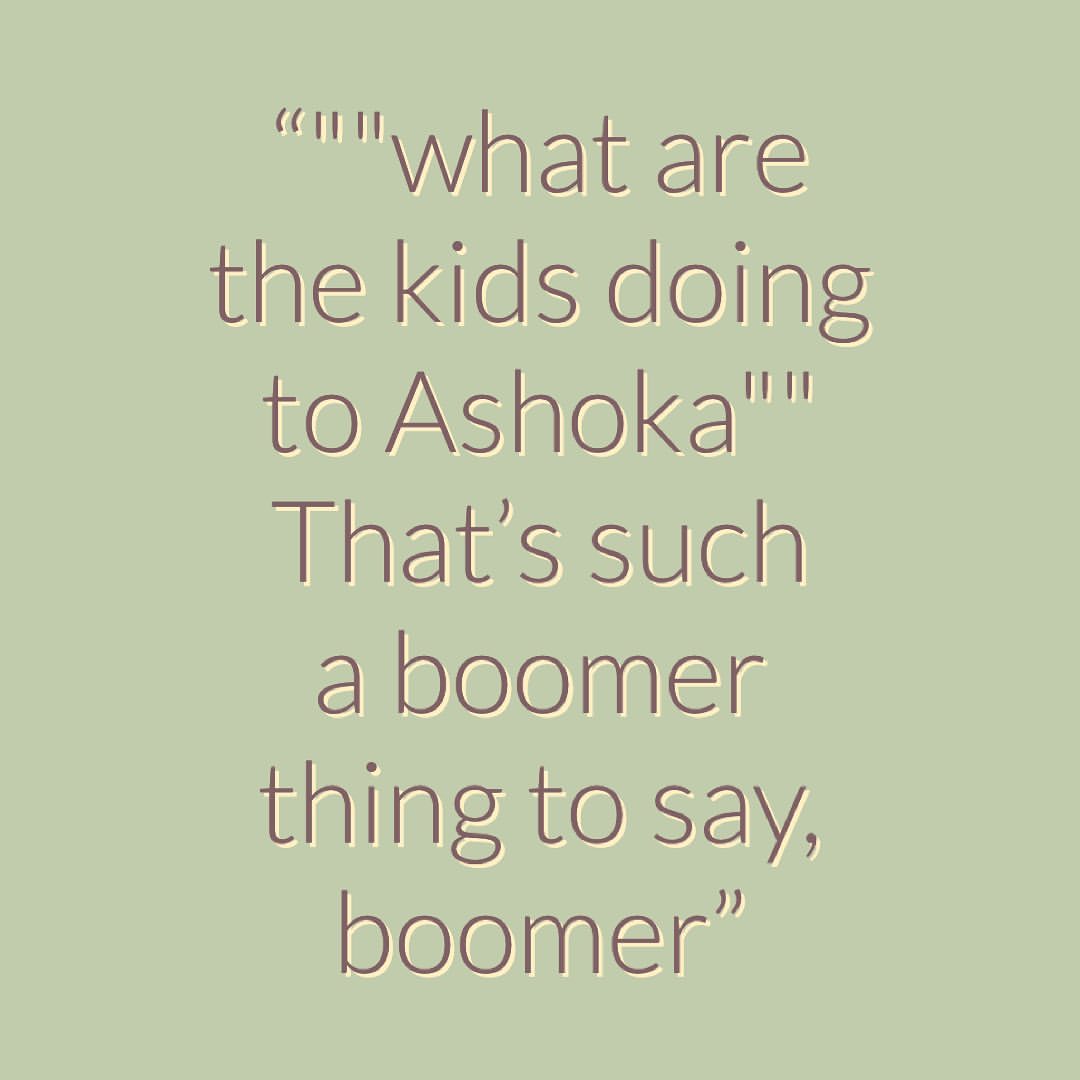 “"""what are
the kids doing
to Ashoka""
That’s such
a boomer
thing to say,
boomer”